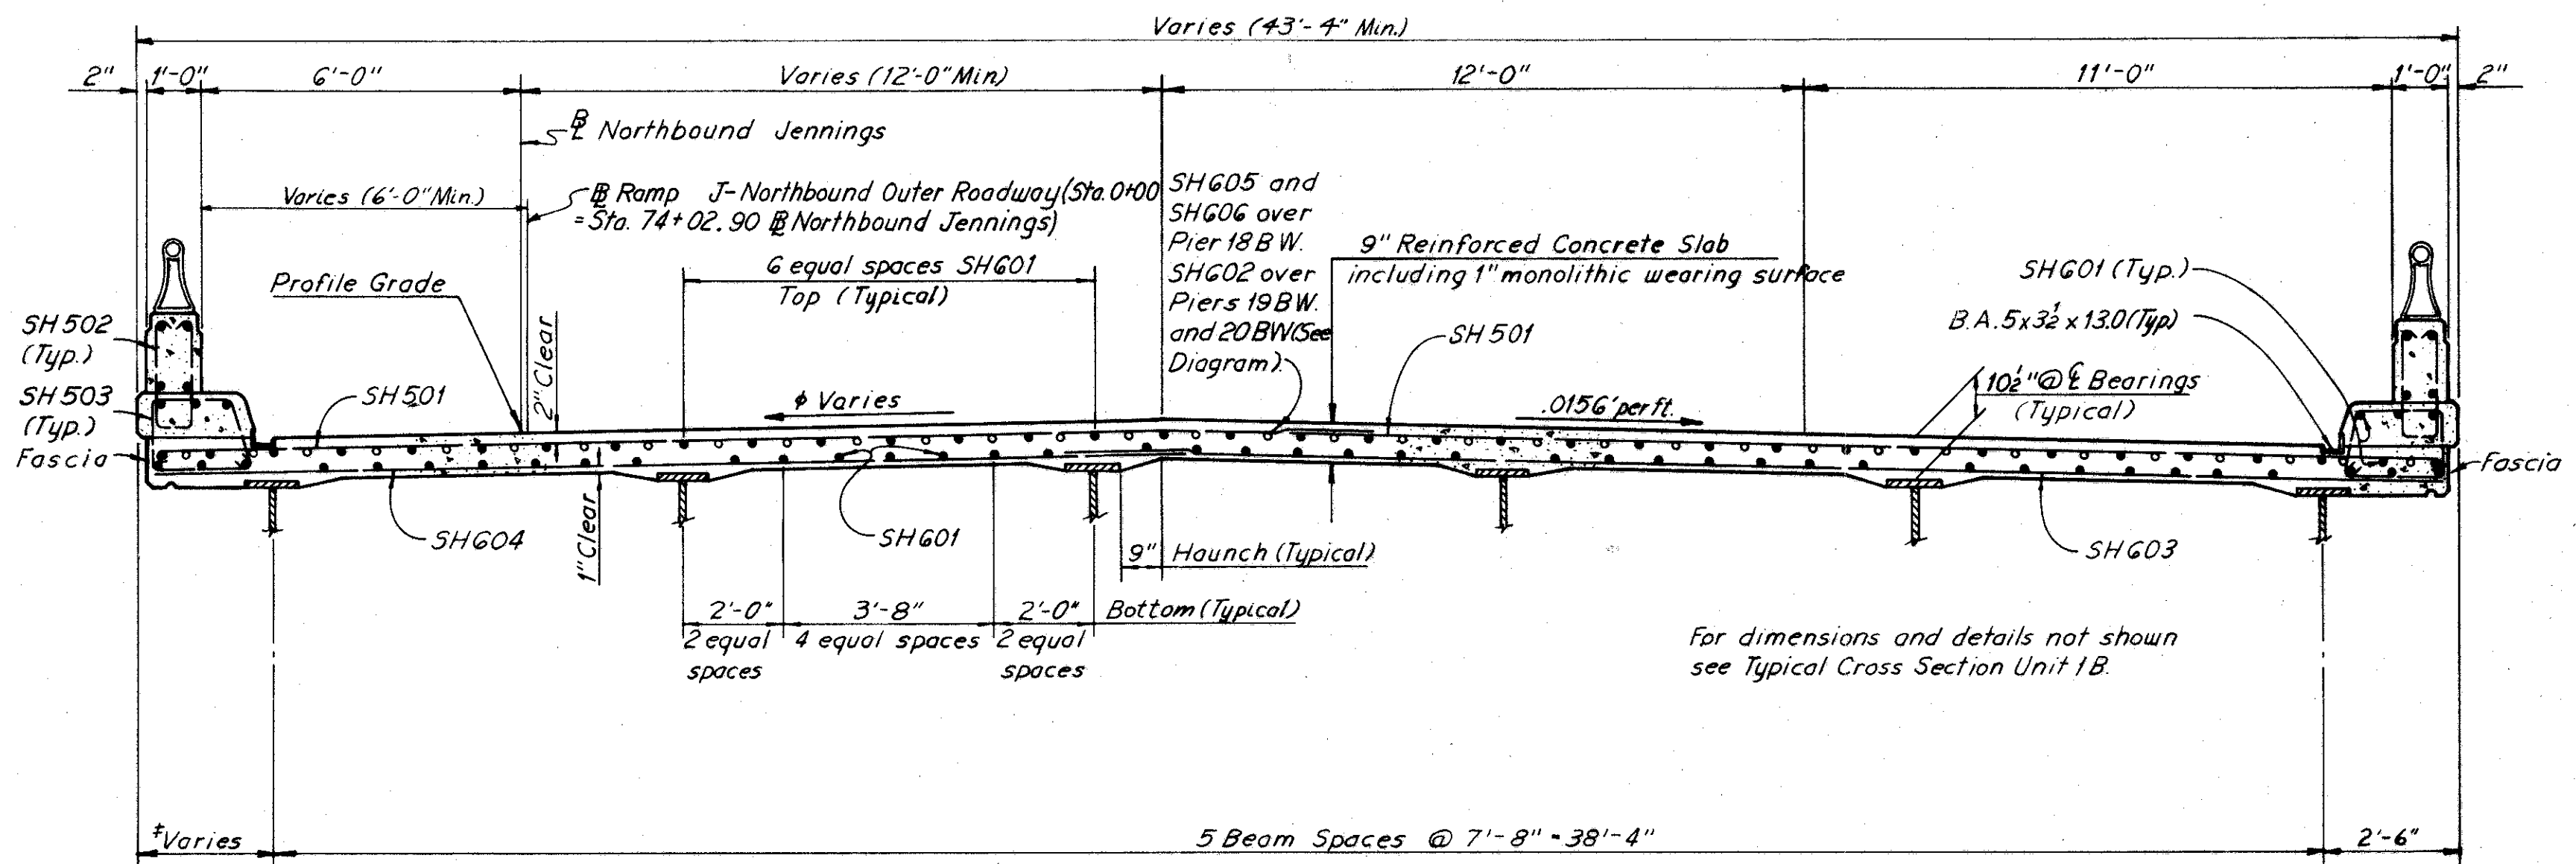 Varies (43'-4" Min.)
2" 1'-0" 6'-0" Varies (12'-0" Min) 12'-0" 11'-0" 1'-0" 2"
℄ Northbound Jennings
Varies (6'-0" Min.)
℄ Ramp J-Northbound Outer Roadway (Sta. 0+00
= Sta. 74+02.90 ℄ Northbound Jennings)
SH605 and
SH606 over
Pier 18BW.
SH602 over
Piers 19BW.
and 20BW (See
Diagram)
9" Reinforced Concrete Slab
including 1" monolithic wearing surface
6 equal spaces SH601
Top (Typical)
Profile Grade
SH601 (Typ.)
B.A. 5x3½ x 13.0 (Typ)
SH502
(Typ.)
SH503
(Typ.)
Fascia
SH501
2" Clear
ϕ Varies
SH501
.0156' per ft.
10½" @ ℄ Bearings
(Typical)
Fascia
SH604
1" Clear
SH601
9" Haunch (Typical)
SH603
2'-0" 3'-8" 2'-0" Bottom (Typical)
2 equal
spaces
4 equal spaces
2 equal
spaces
For dimensions and details not shown
see Typical Cross Section Unit 1B.
‡Varies 5 Beam Spaces @ 7'-8" = 38'-4" 2'-6"